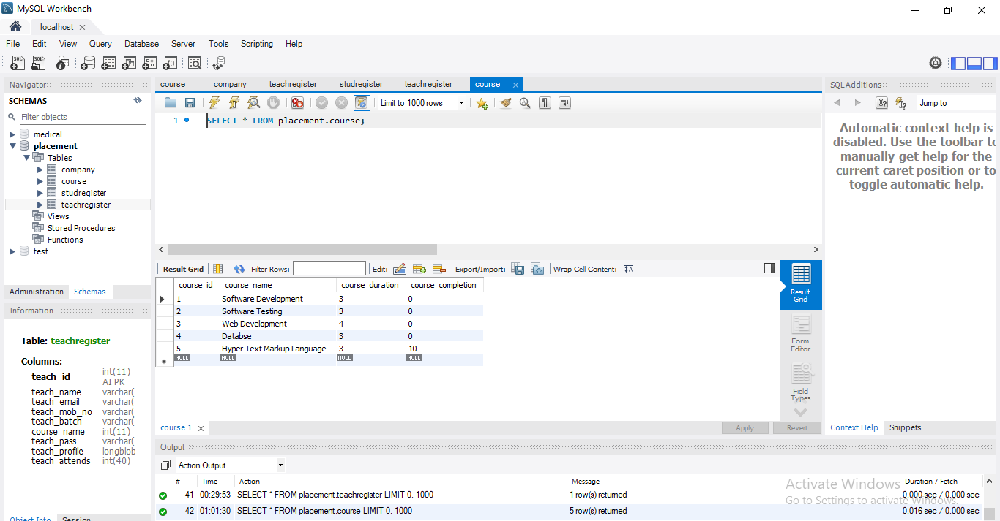 MySQL Workbench
localhost
File Edit View Query Database Server Tools Scripting Help
Navigator
SCHEMAS
Filter objects
medical
placement
Tables
company
course
studregister
teachregister
Views
Stored Procedures
Functions
test
Administration Schemas
Information
Table: teachregister
Columns:
teach_id int(11)
AI PK
teach_name varchar(
teach_email varchar(
teach_mob_no varchar(
teach_batch varchar(
course_name int(11)
teach_pass varchar(
teach_profile longblob
teach_attends int(40)
Object Info Session
course company teachregister studregister teachregister course
Limit to 1000 rows
1 SELECT * FROM placement.course;
Result Grid Filter Rows: Edit: Export/Import: Wrap Cell Content:
course_id course_name course_duration course_completion
1 Software Development 3 0
2 Software Testing 3 0
3 Web Development 4 0
4 Databse 3 0
5 Hyper Text Markup Language 3 10
NULL NULL NULL NULL
Result
Grid
Form
Editor
Field
Types
course 1 Apply Revert
SQLAdditions
Jump to
Automatic context help is
disabled. Use the toolbar to
manually get help for the
current caret position or to
toggle automatic help.
Context Help Snippets
Output
Action Output
# Time Action Message Duration / Fetch
41 00:29:53 SELECT * FROM placement.teachregister LIMIT 0, 1000 1 row(s) returned 0.000 sec / 0.000 sec
42 01:01:30 SELECT * FROM placement.course LIMIT 0, 1000 5 row(s) returned 0.016 sec / 0.000 sec
Activate Windows
Go to Settings to activate Windows.